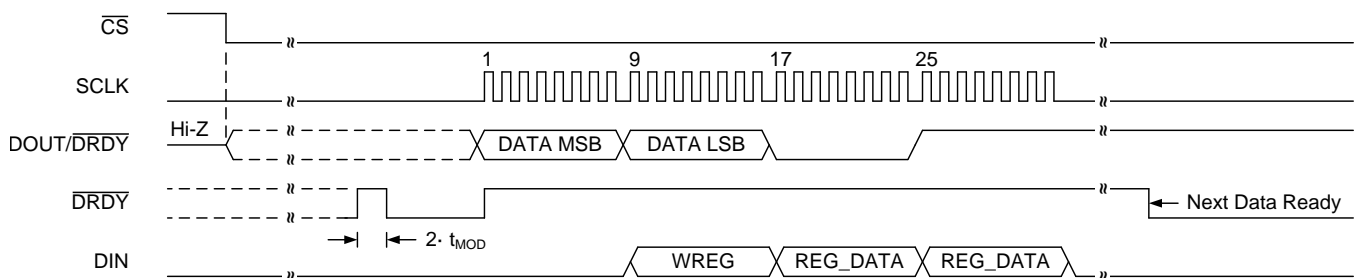 CS
1 9 17 25
SCLK
Hi-Z
DOUT/DRDY DATA MSB DATA LSB
DRDY Next Data Ready
2· tMOD
DIN WREG REG_DATA REG_DATA